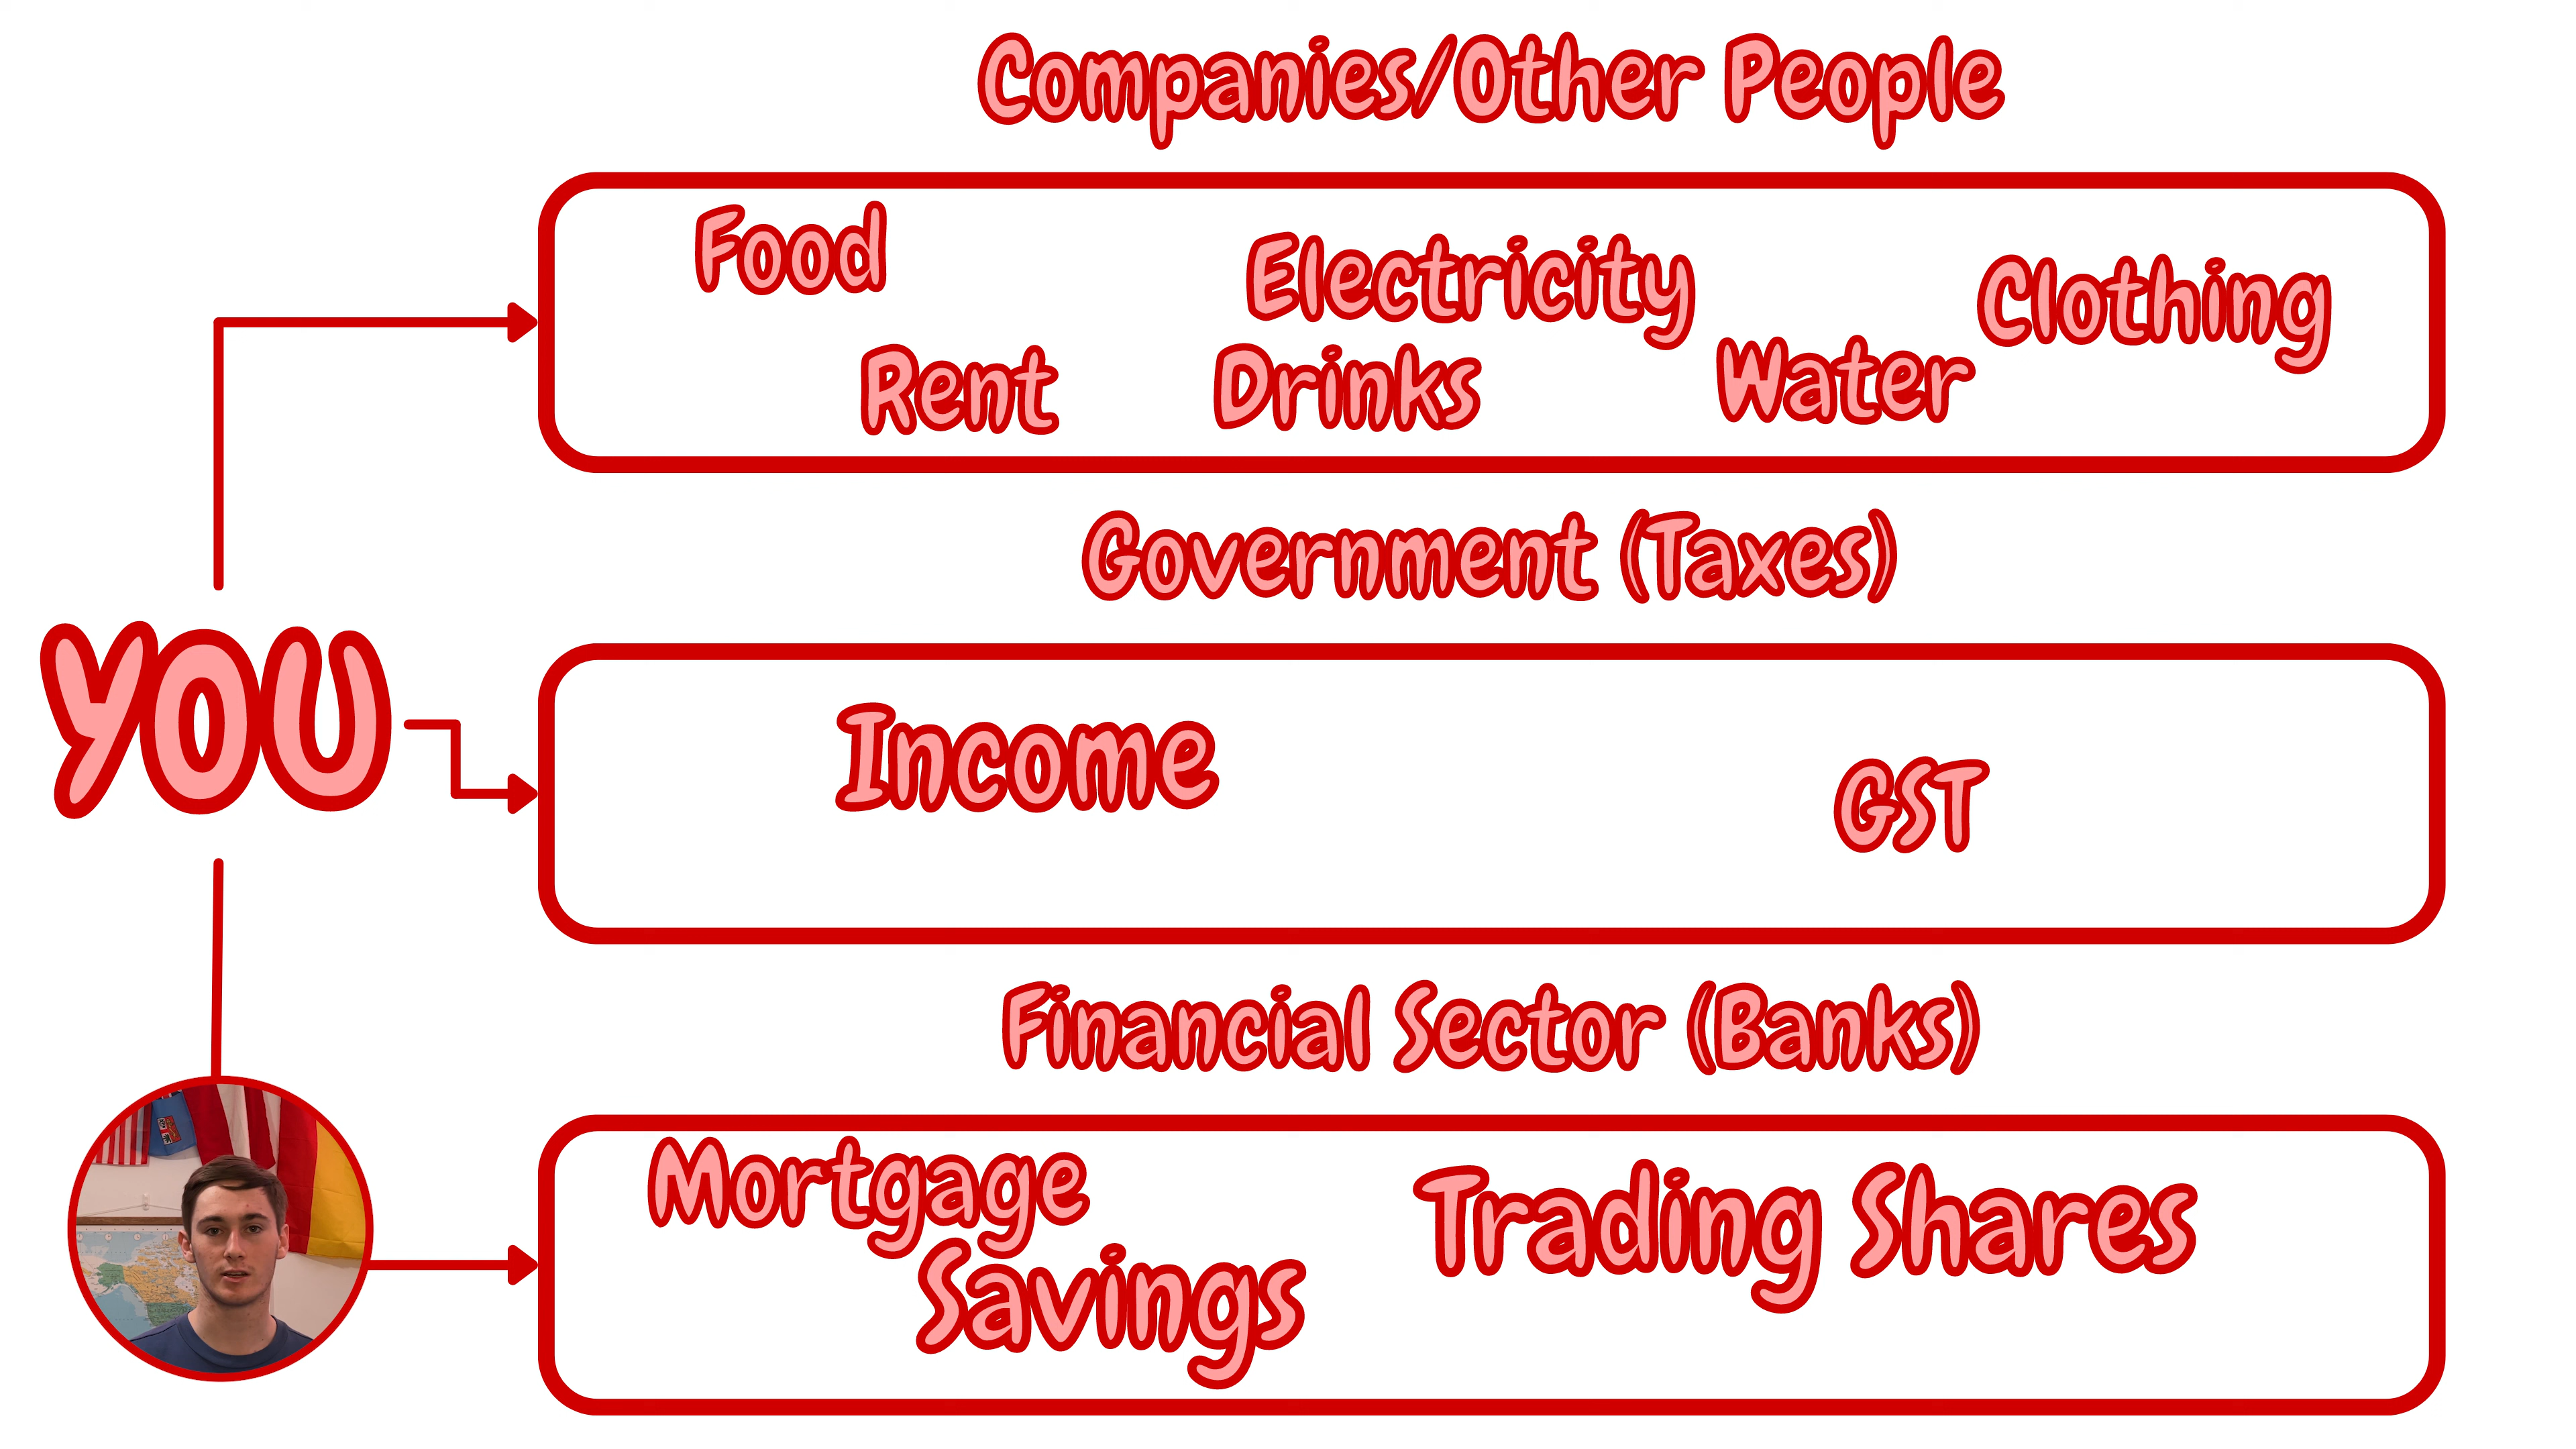 Companies/Other People
Food
Electricity
Clothing
Rent
Drinks
Water
Government (Taxes)
YOU
Income
GST
Financial Sector (Banks)
Mortgage
Trading Shares
Savings